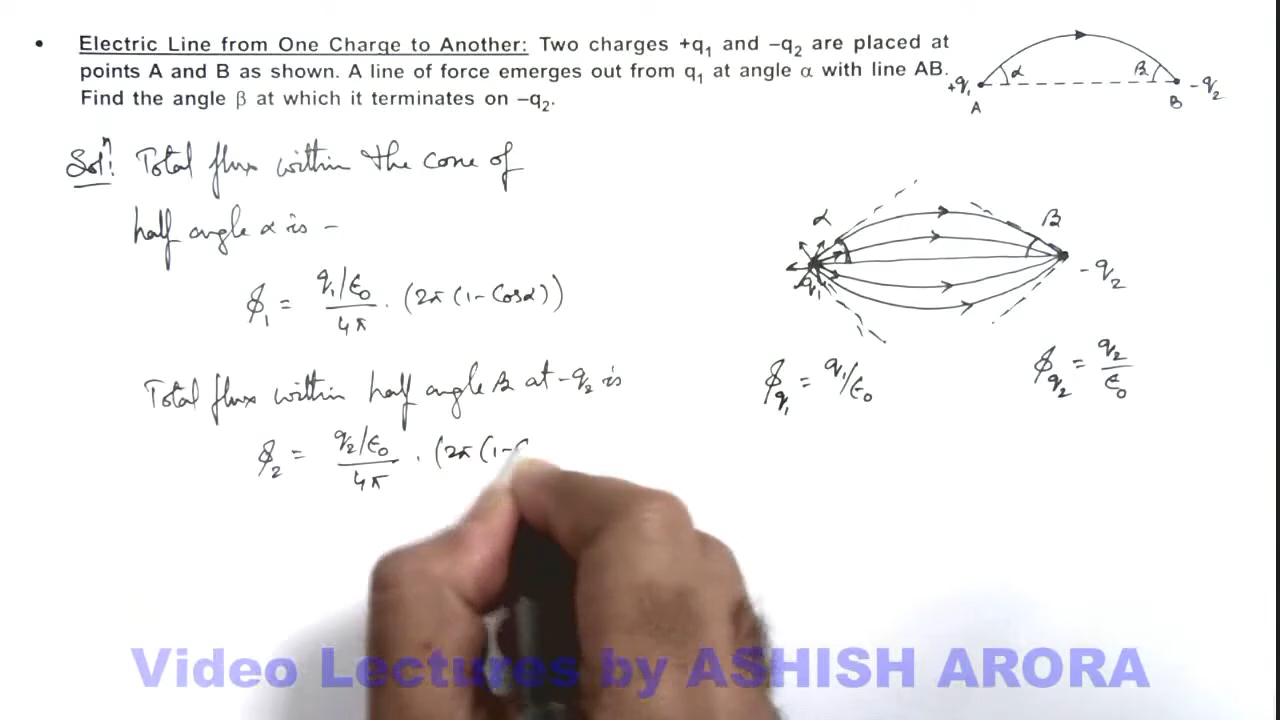 • Electric Line from One Charge to Another: Two charges +q₁ and −q₂ are placed at
points A and B as shown. A line of force emerges out from q₁ at angle α with line AB.
Find the angle β at which it terminates on −q₂.
+q₁ A α β B -q₂
Solⁿ: Total flux within the cone of
half angle α is -
ϕ₁ = q₁/ε₀ / 4π · (2π (1 - Cosα))
Total flux within half angle β at -q₂ is
ϕ₂ = q₂/ε₀ / 4π · (2π (1-C
α β
q₁ -q₂
ϕq₁ = q₁/ε₀
ϕq₂ = q₂/ε₀
Video Lectures by ASHISH ARORA